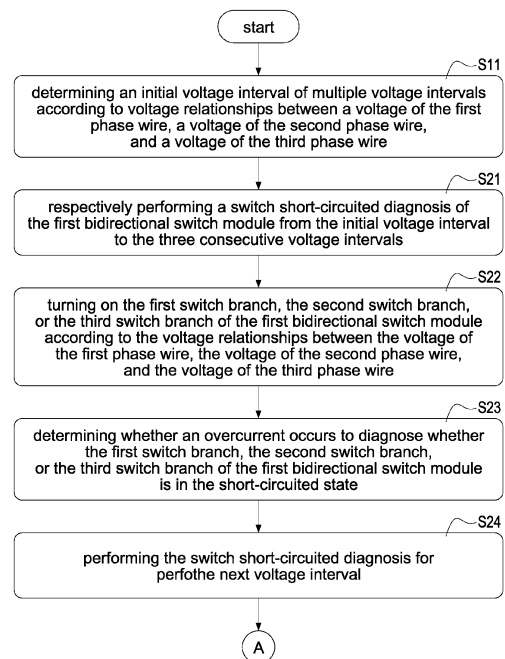 start
S11
determining an initial voltage interval of multiple voltage intervals
according to voltage relationships between a voltage of the first
phase wire, a voltage of the second phase wire,
and a voltage of the third phase wire
S21
respectively performing a switch short-circuited diagnosis of
the first bidirectional switch module from the initial voltage interval
to the three consecutive voltage intervals
S22
turning on the first switch branch, the second switch branch,
or the third switch branch of the first bidirectional switch module
according to the voltage relationships between the voltage of
the first phase wire, the voltage of the second phase wire,
and the voltage of the third phase wire
S23
determining whether an overcurrent occurs to diagnose whether
the first switch branch, the second switch branch,
or the third switch branch of the first bidirectional switch module
is in the short-circuited state
S24
performing the switch short-circuited diagnosis for
perfothe next voltage interval
A